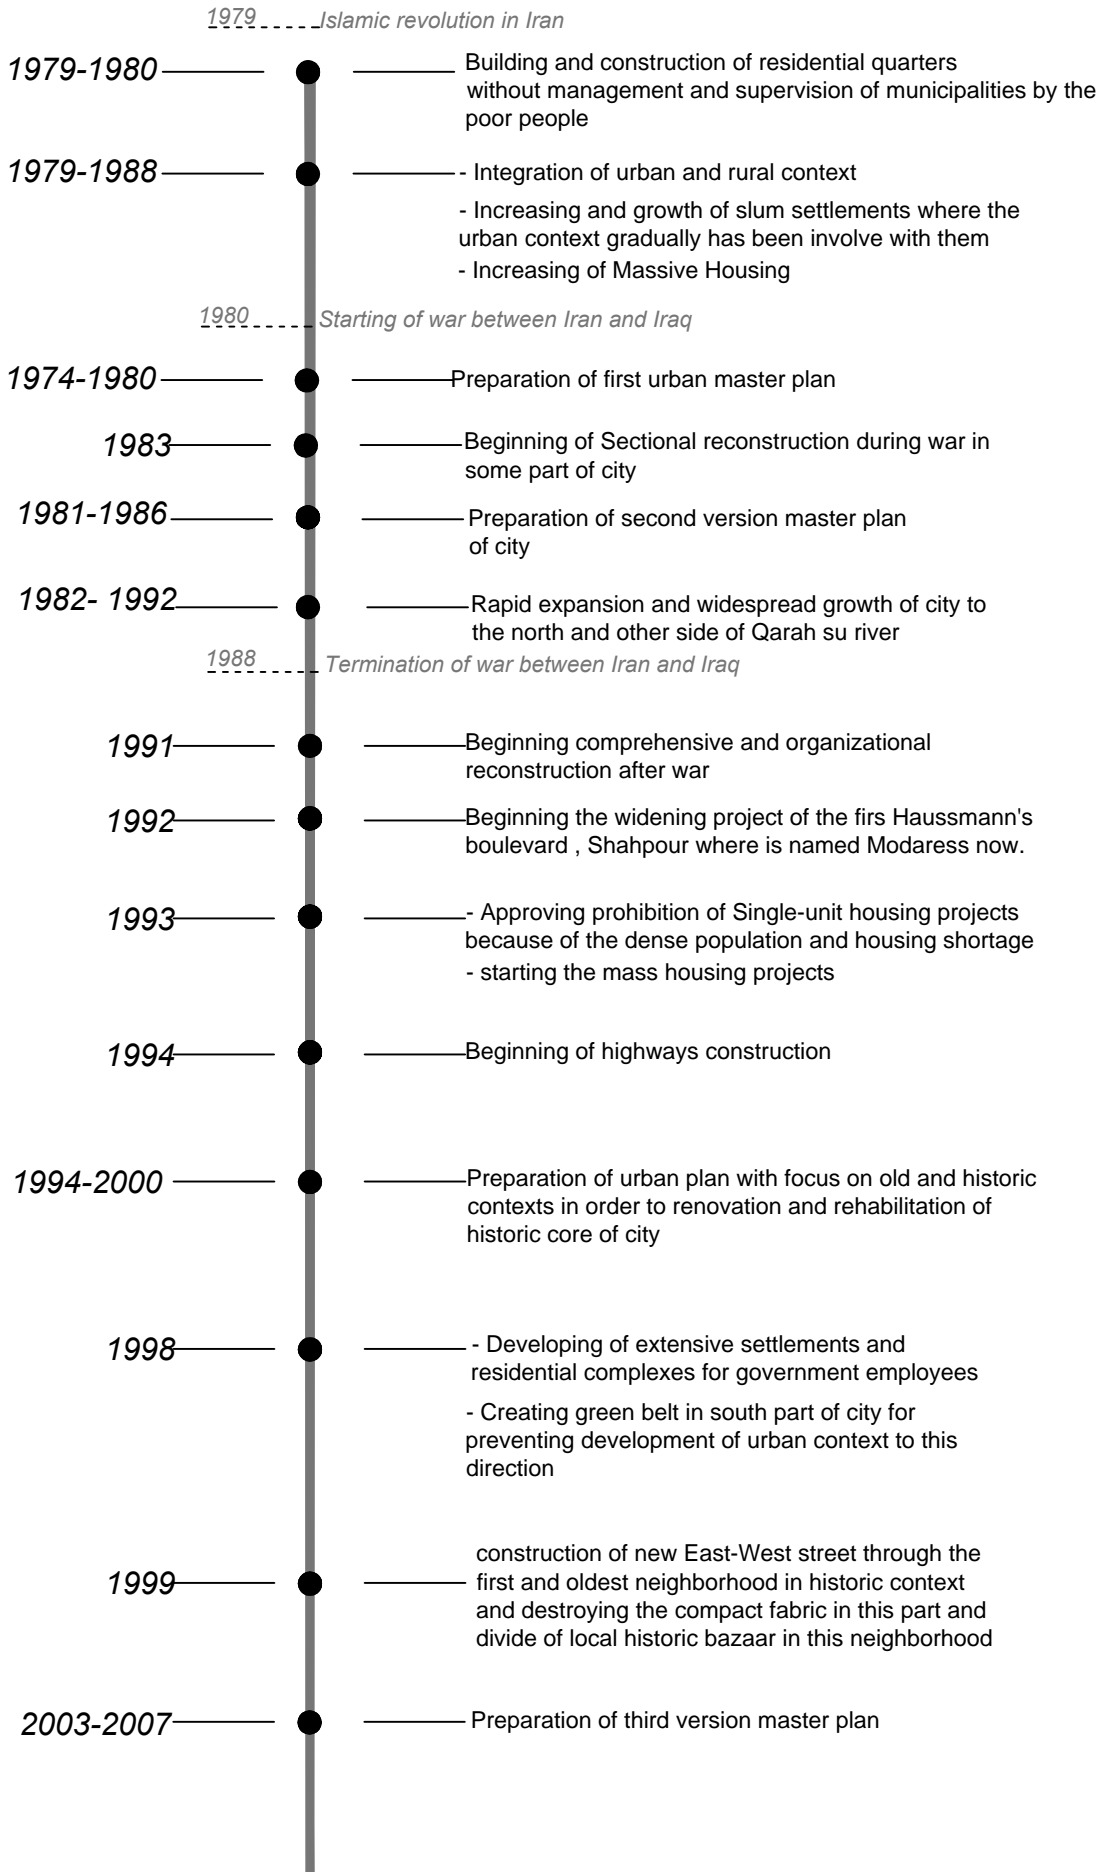 1979 Islamic revolution in Iran
1979-1980 Building and construction of residential quarters
without management and supervision of municipalities by the
poor people
1979-1988 - Integration of urban and rural context
- Increasing and growth of slum settlements where the
urban context gradually has been involve with them
- Increasing of Massive Housing
1980 Starting of war between Iran and Iraq
1974-1980 Preparation of first urban master plan
1983 Beginning of Sectional reconstruction during war in
some part of city
1981-1986 Preparation of second version master plan
of city
1982- 1992 Rapid expansion and widespread growth of city to
the north and other side of Qarah su river
1988 Termination of war between Iran and Iraq
1991 Beginning comprehensive and organizational
reconstruction after war
1992 Beginning the widening project of the firs Haussmann's
boulevard , Shahpour where is named Modaress now.
1993 - Approving prohibition of Single-unit housing projects
because of the dense population and housing shortage
- starting the mass housing projects
1994 Beginning of highways construction
1994-2000 Preparation of urban plan with focus on old and historic
contexts in order to renovation and rehabilitation of
historic core of city
1998 - Developing of extensive settlements and
residential complexes for government employees
- Creating green belt in south part of city for
preventing development of urban context to this
direction
construction of new East-West street through the
1999 first and oldest neighborhood in historic context
and destroying the compact fabric in this part and
divide of local historic bazaar in this neighborhood
2003-2007 Preparation of third version master plan